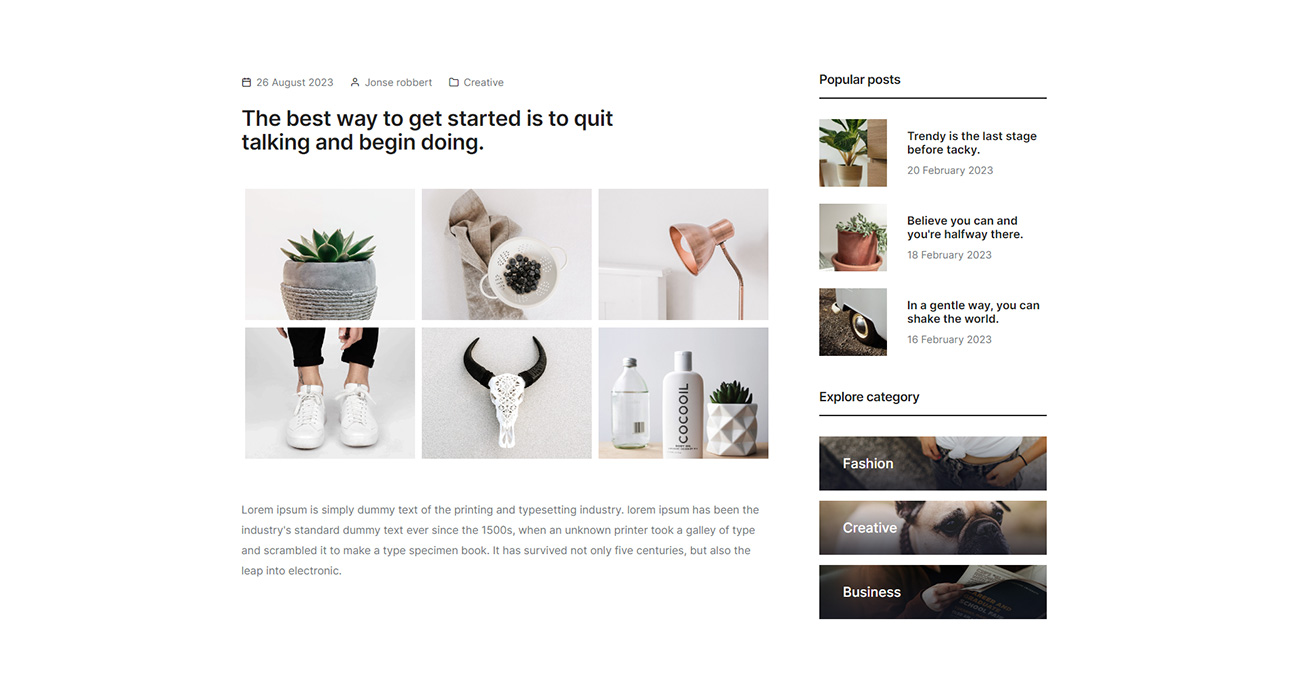 26 August 2023 Jonse robbert Creative
The best way to get started is to quit
talking and begin doing.
COCOOIL
Lorem ipsum is simply dummy text of the printing and typesetting industry. lorem ipsum has been the
industry's standard dummy text ever since the 1500s, when an unknown printer took a galley of type
and scrambled it to make a type specimen book. It has survived not only five centuries, but also the
leap into electronic.
Popular posts
Trendy is the last stage
before tacky.
20 February 2023
Believe you can and
you're halfway there.
18 February 2023
In a gentle way, you can
shake the world.
16 February 2023
Explore category
Fashion
Creative
Business